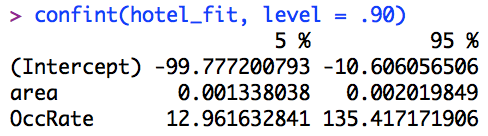 > confint(hotel_fit, level = .90)
5 % 95 %
(Intercept) -99.777200793 -10.606056506
area 0.001338038 0.002019849
OccRate 12.961632841 135.417171906